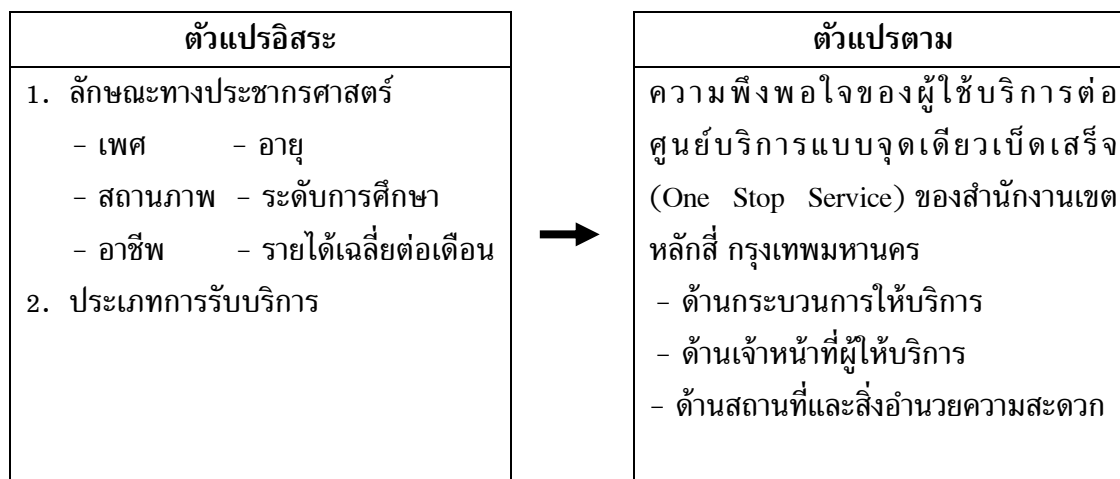 ตัวแปรอิสระ
1. ลักษณะทางประชากรศาสตร์
- เพศ - อายุ
- สถานภาพ - ระดับการศึกษา
- อาชีพ - รายได้เฉลี่ยต่อเดือน
2. ประเภทการรับบริการ
ตัวแปรตาม
ความพึงพอใจของผู้ใช้บริการต่อ
ศูนย์บริการแบบจุดเดียวเบ็ดเสร็จ
(One Stop Service) ของสำนักงานเขต
หลักสี่ กรุงเทพมหานคร
- ด้านกระบวนการให้บริการ
- ด้านเจ้าหน้าที่ผู้ให้บริการ
- ด้านสถานที่และสิ่งอำนวยความสะดวก